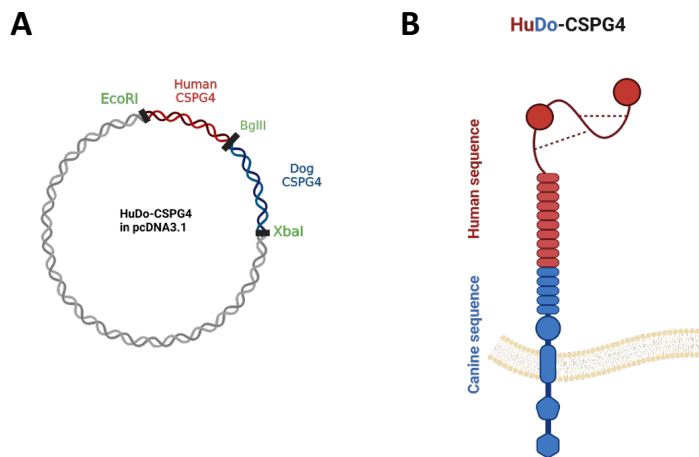 A
EcoRI
Human
CSPG4
BglII
Dog
CSPG4
XbaI
HuDo-CSPG4
in pcDNA3.1
B
HuDo-CSPG4
Human sequence
Canine sequence